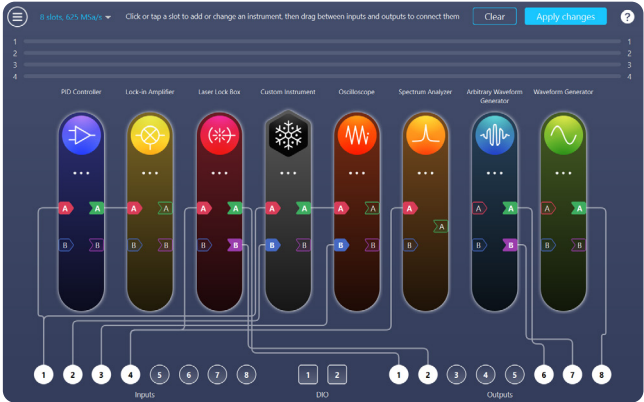 8 slots, 625 MSa/s
Click or tap a slot to add or change an instrument, then drag between inputs and outputs to connect them
Clear
Apply changes
?
1 1
2 2
3 3
4 4
PID Controller
Lock-in Amplifier
Laser Lock Box
Custom Instrument
Oscilloscope
Spectrum Analyzer
Arbitrary Waveform
Generator
Waveform Generator
A A A A A A A A A A A A A A A
A
B B B B B B B B B B B B B B B
1 2 3 4 5 6 7 8 1 2 1 2 3 4 5 6 7 8
Inputs DIO Outputs